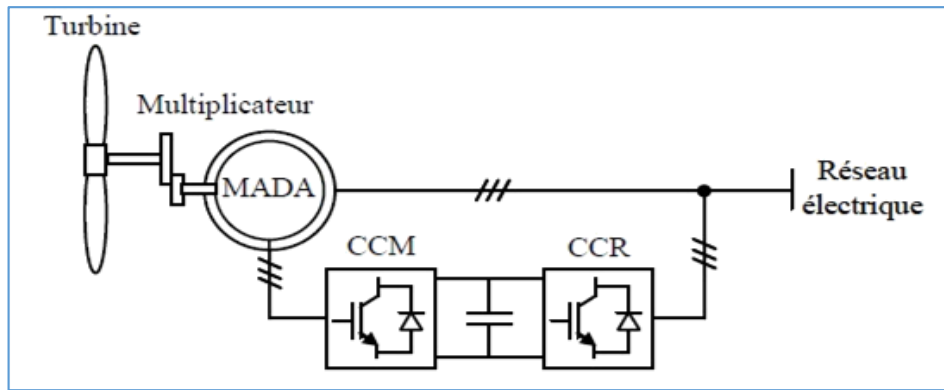 Turbine
Multiplicateur
MADA
CCM
CCR
Réseau
électrique